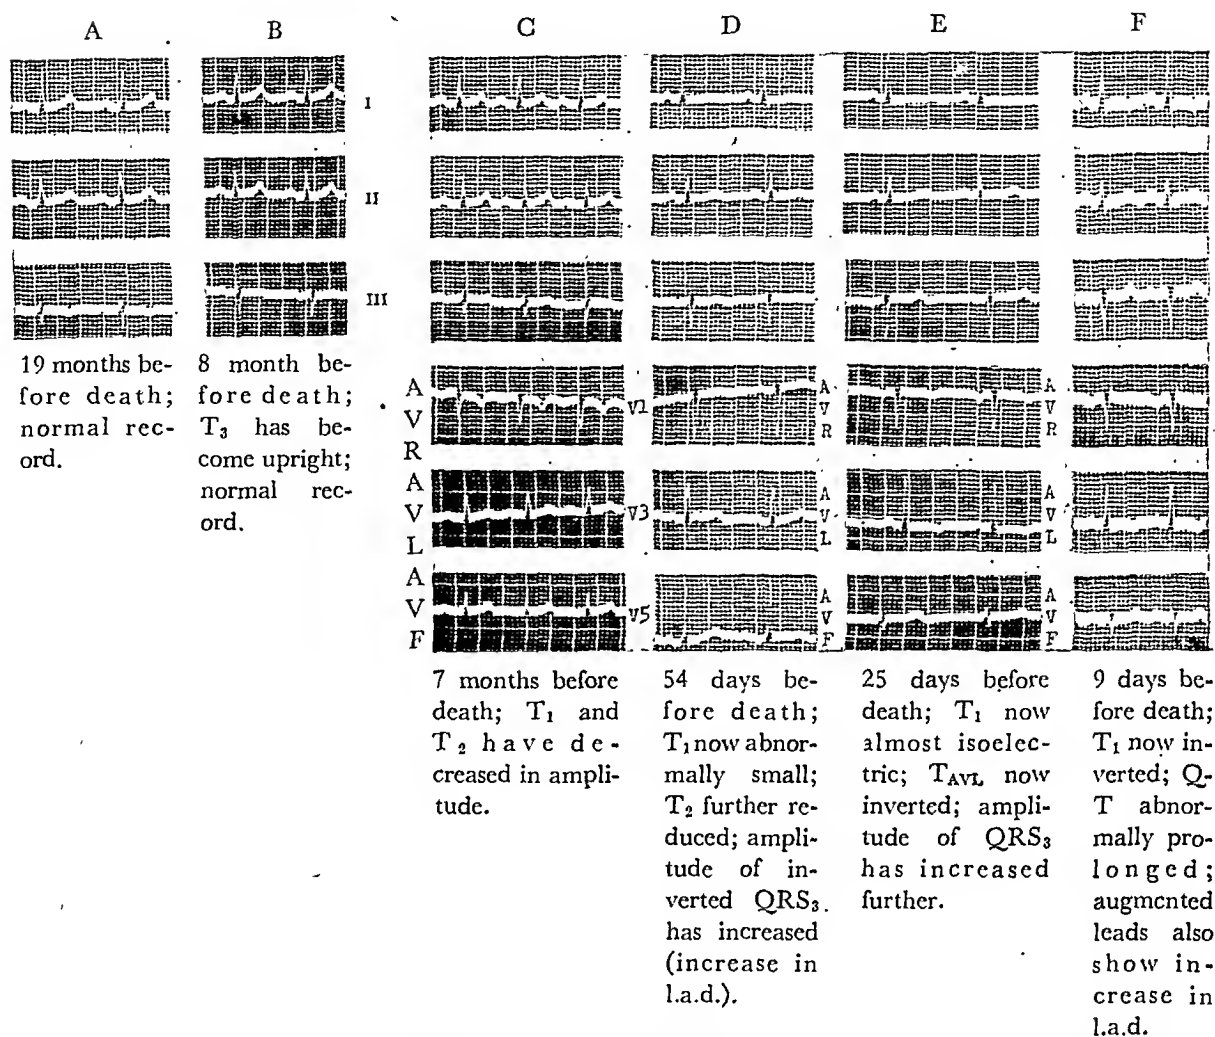 A
B
C
D
E
F
I
II
III
19 months be-
fore death;
normal rec-
ord.
8 month be-
fore death;
T₃ has be-
come upright;
normal rec-
ord.
A
V
R
A
V
L
A
V
F
V1
V3
V5
A
V
R
A
V
L
A
V
F
A
V
R
A
V
L
A
V
F
7 months before
death; T₁ and
T₂ have de-
creased in ampli-
tude.
54 days be-
fore death;
T₁ now abnor-
mally small;
T₂ further re-
duced; ampli-
tude of in-
verted QRS₃
has increased
(increase in
l.a.d.).
25 days before
death; T₁ now
almost isoelec-
tric; TAVL now
inverted; ampli-
tude of QRS₃
has increased
further.
9 days be-
fore death;
T₁ now in-
verted; Q-
T abnor-
mally pro-
longed;
augmented
leads also
show in-
crease in
l.a.d.